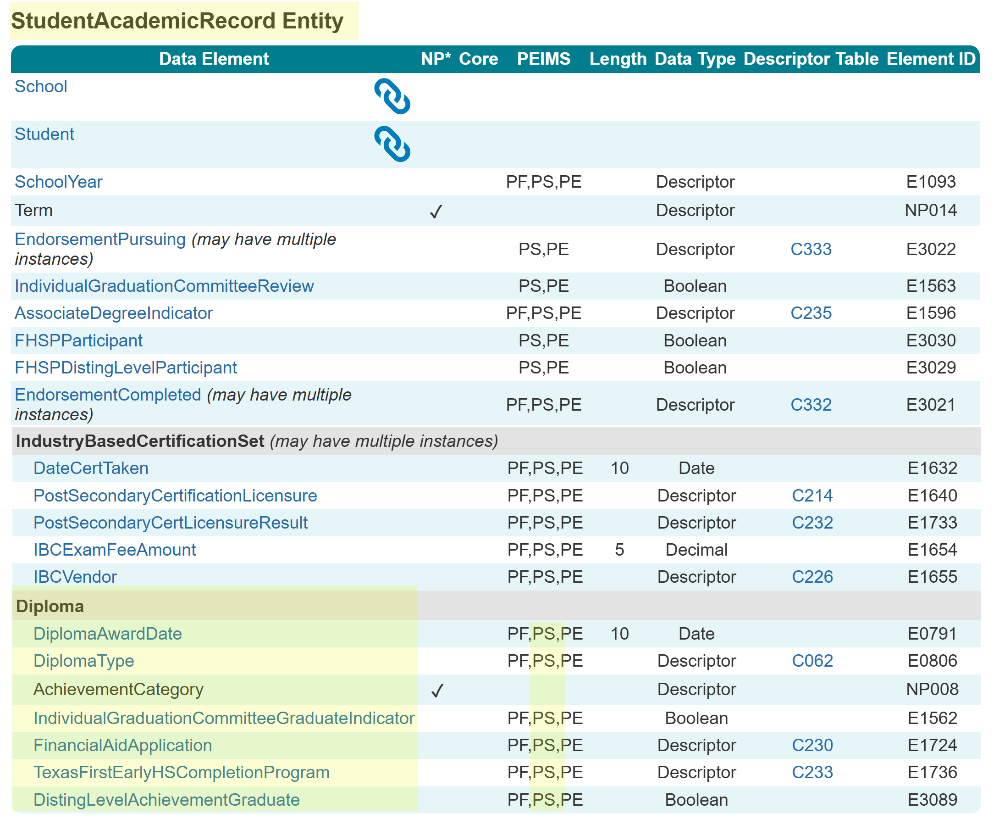 StudentAcademicRecord Entity
Data Element NP* Core PEIMS Length Data Type Descriptor Table Element ID
School
Student
SchoolYear PF,PS,PE Descriptor E1093
Term ✓ Descriptor NP014
EndorsementPursuing (may have multiple
instances) PS,PE Descriptor C333 E3022
IndividualGraduationCommitteeReview PS,PE Boolean E1563
AssociateDegreeIndicator PF,PS,PE Descriptor C235 E1596
FHSPParticipant PS,PE Boolean E3030
FHSPDistingLevelParticipant PS,PE Boolean E3029
EndorsementCompleted (may have multiple
instances) PF,PS,PE Descriptor C332 E3021
IndustryBasedCertificationSet (may have multiple instances)
DateCertTaken PF,PS,PE 10 Date E1632
PostSecondaryCertificationLicensure PF,PS,PE Descriptor C214 E1640
PostSecondaryCertLicensureResult PF,PS,PE Descriptor C232 E1733
IBCExamFeeAmount PF,PS,PE 5 Decimal E1654
IBCVendor PF,PS,PE Descriptor C226 E1655
Diploma
DiplomaAwardDate PF,PS,PE 10 Date E0791
DiplomaType PF,PS,PE Descriptor C062 E0806
AchievementCategory ✓ Descriptor NP008
IndividualGraduationCommitteeGraduateIndicator PF,PS,PE Boolean E1562
FinancialAidApplication PF,PS,PE Descriptor C230 E1724
TexasFirstEarlyHSCompletionProgram PF,PS,PE Descriptor C233 E1736
DistingLevelAchievementGraduate PF,PS,PE Boolean E3089